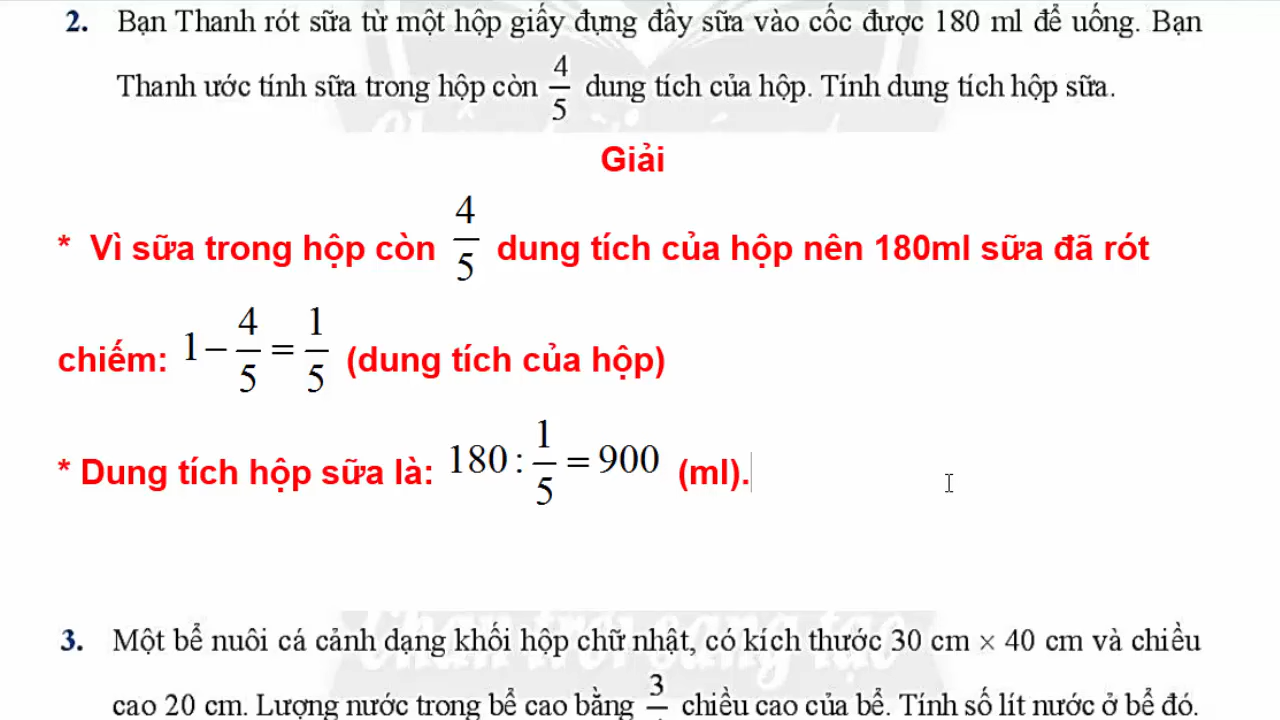 2. Bạn Thanh rót sữa từ một hộp giấy đựng đầy sữa vào cốc được 180 ml để uống. Bạn
Thanh ước tính sữa trong hộp còn 4/5 dung tích của hộp. Tính dung tích hộp sữa.
Giải
* Vì sữa trong hộp còn 4/5 dung tích của hộp nên 180ml sữa đã rót
chiếm: 1 − 4/5 = 1/5 (dung tích của hộp)
* Dung tích hộp sữa là: 180 : 1/5 = 900 (ml).
Chân trời sáng tạo
3. Một bể nuôi cá cảnh dạng khối hộp chữ nhật, có kích thước 30 cm × 40 cm và chiều
cao 20 cm. Lượng nước trong bể cao bằng 3/ chiều cao của bể. Tính số lít nước ở bể đó.